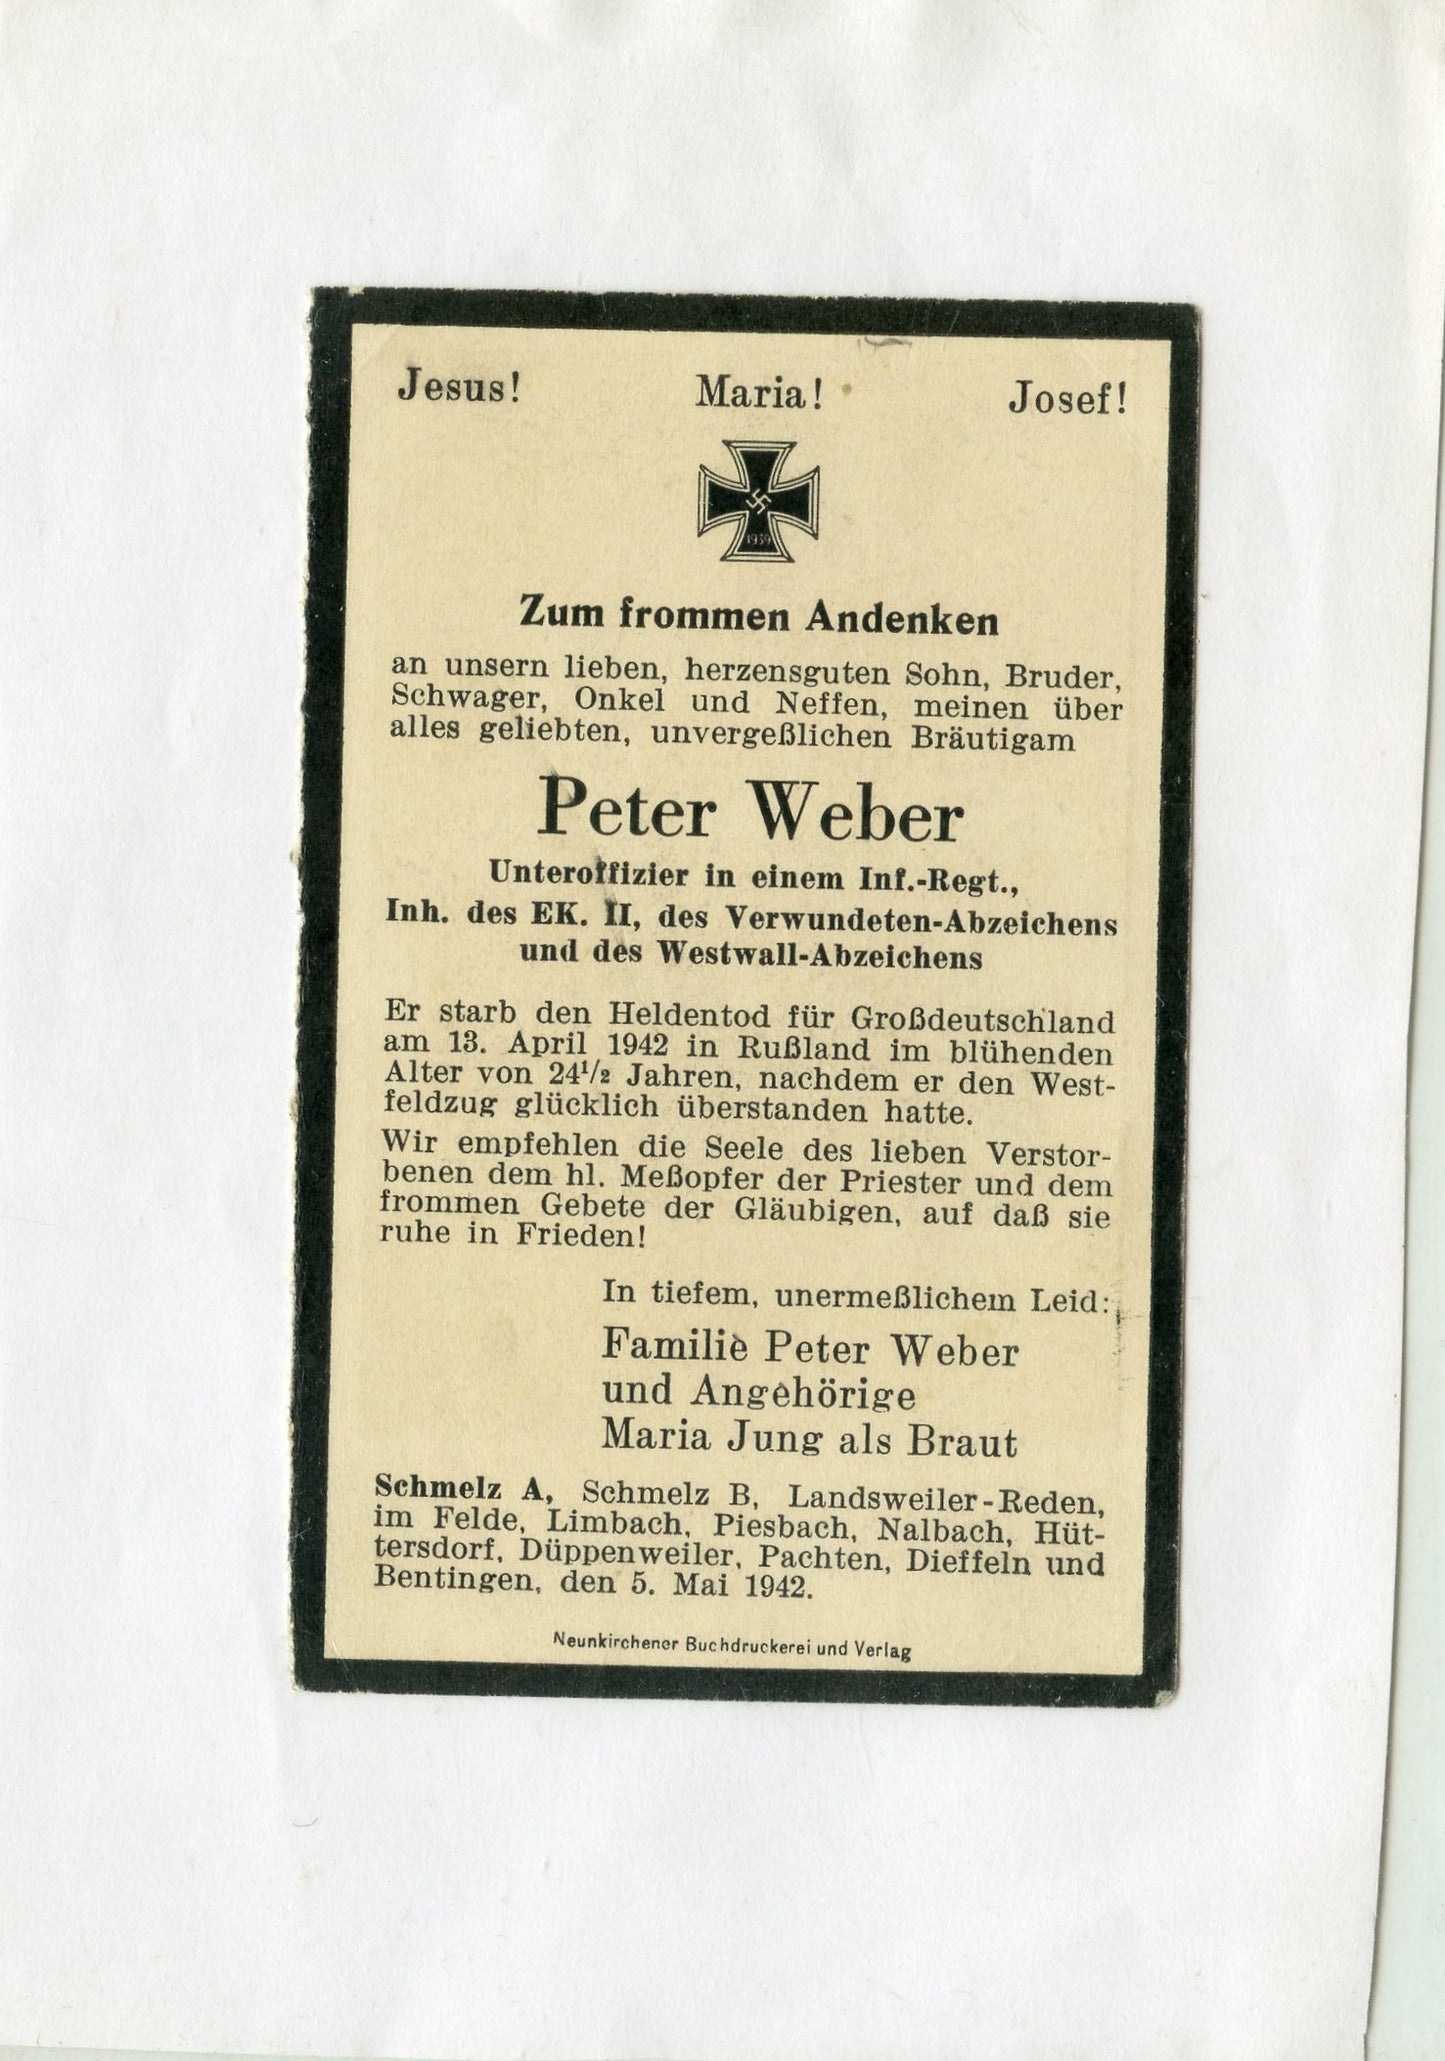 Jesus! Maria! Josef!
1939
Zum frommen Andenken
an unsern lieben, herzensguten Sohn, Bruder,
Schwager, Onkel und Neffen, meinen über
alles geliebten, unvergeßlichen Bräutigam
Peter Weber
Unteroffizier in einem Inf.-Regt.,
Inh. des EK. II, des Verwundeten-Abzeichens
und des Westwall-Abzeichens
Er starb den Heldentod für Großdeutschland
am 13. April 1942 in Rußland im blühenden
Alter von 24½ Jahren, nachdem er den West-
feldzug glücklich überstanden hatte.
Wir empfehlen die Seele des lieben Verstor-
benen dem hl. Meßopfer der Priester und dem
frommen Gebete der Gläubigen, auf daß sie
ruhe in Frieden!
In tiefem, unermeßlichem Leid:
Familie Peter Weber
und Angehörige
Maria Jung als Braut
Schmelz A, Schmelz B, Landsweiler-Reden,
im Felde, Limbach, Piesbach, Nalbach, Hüt-
tersdorf, Düppenweiler, Pachten, Dieffeln und
Bentingen, den 5. Mai 1942.
Neunkirchener Buchdruckerei und Verlag